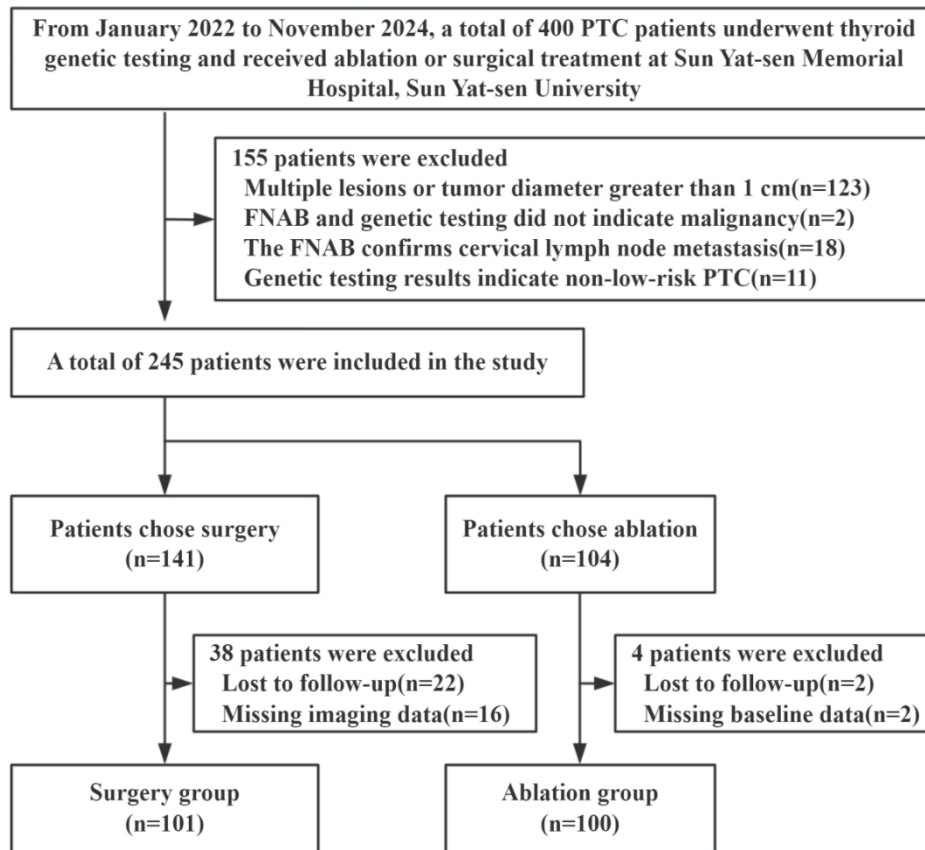 From January 2022 to November 2024, a total of 400 PTC patients underwent thyroid
genetic testing and received ablation or surgical treatment at Sun Yat-sen Memorial
Hospital, Sun Yat-sen University
155 patients were excluded
Multiple lesions or tumor diameter greater than 1 cm(n=123)
FNAB and genetic testing did not indicate malignancy(n=2)
The FNAB confirms cervical lymph node metastasis(n=18)
Genetic testing results indicate non-low-risk PTC(n=11)
A total of 245 patients were included in the study
Patients chose surgery
(n=141)
Patients chose ablation
(n=104)
38 patients were excluded
Lost to follow-up(n=22)
Missing imaging data(n=16)
4 patients were excluded
Lost to follow-up(n=2)
Missing baseline data(n=2)
Surgery group
(n=101)
Ablation group
(n=100)